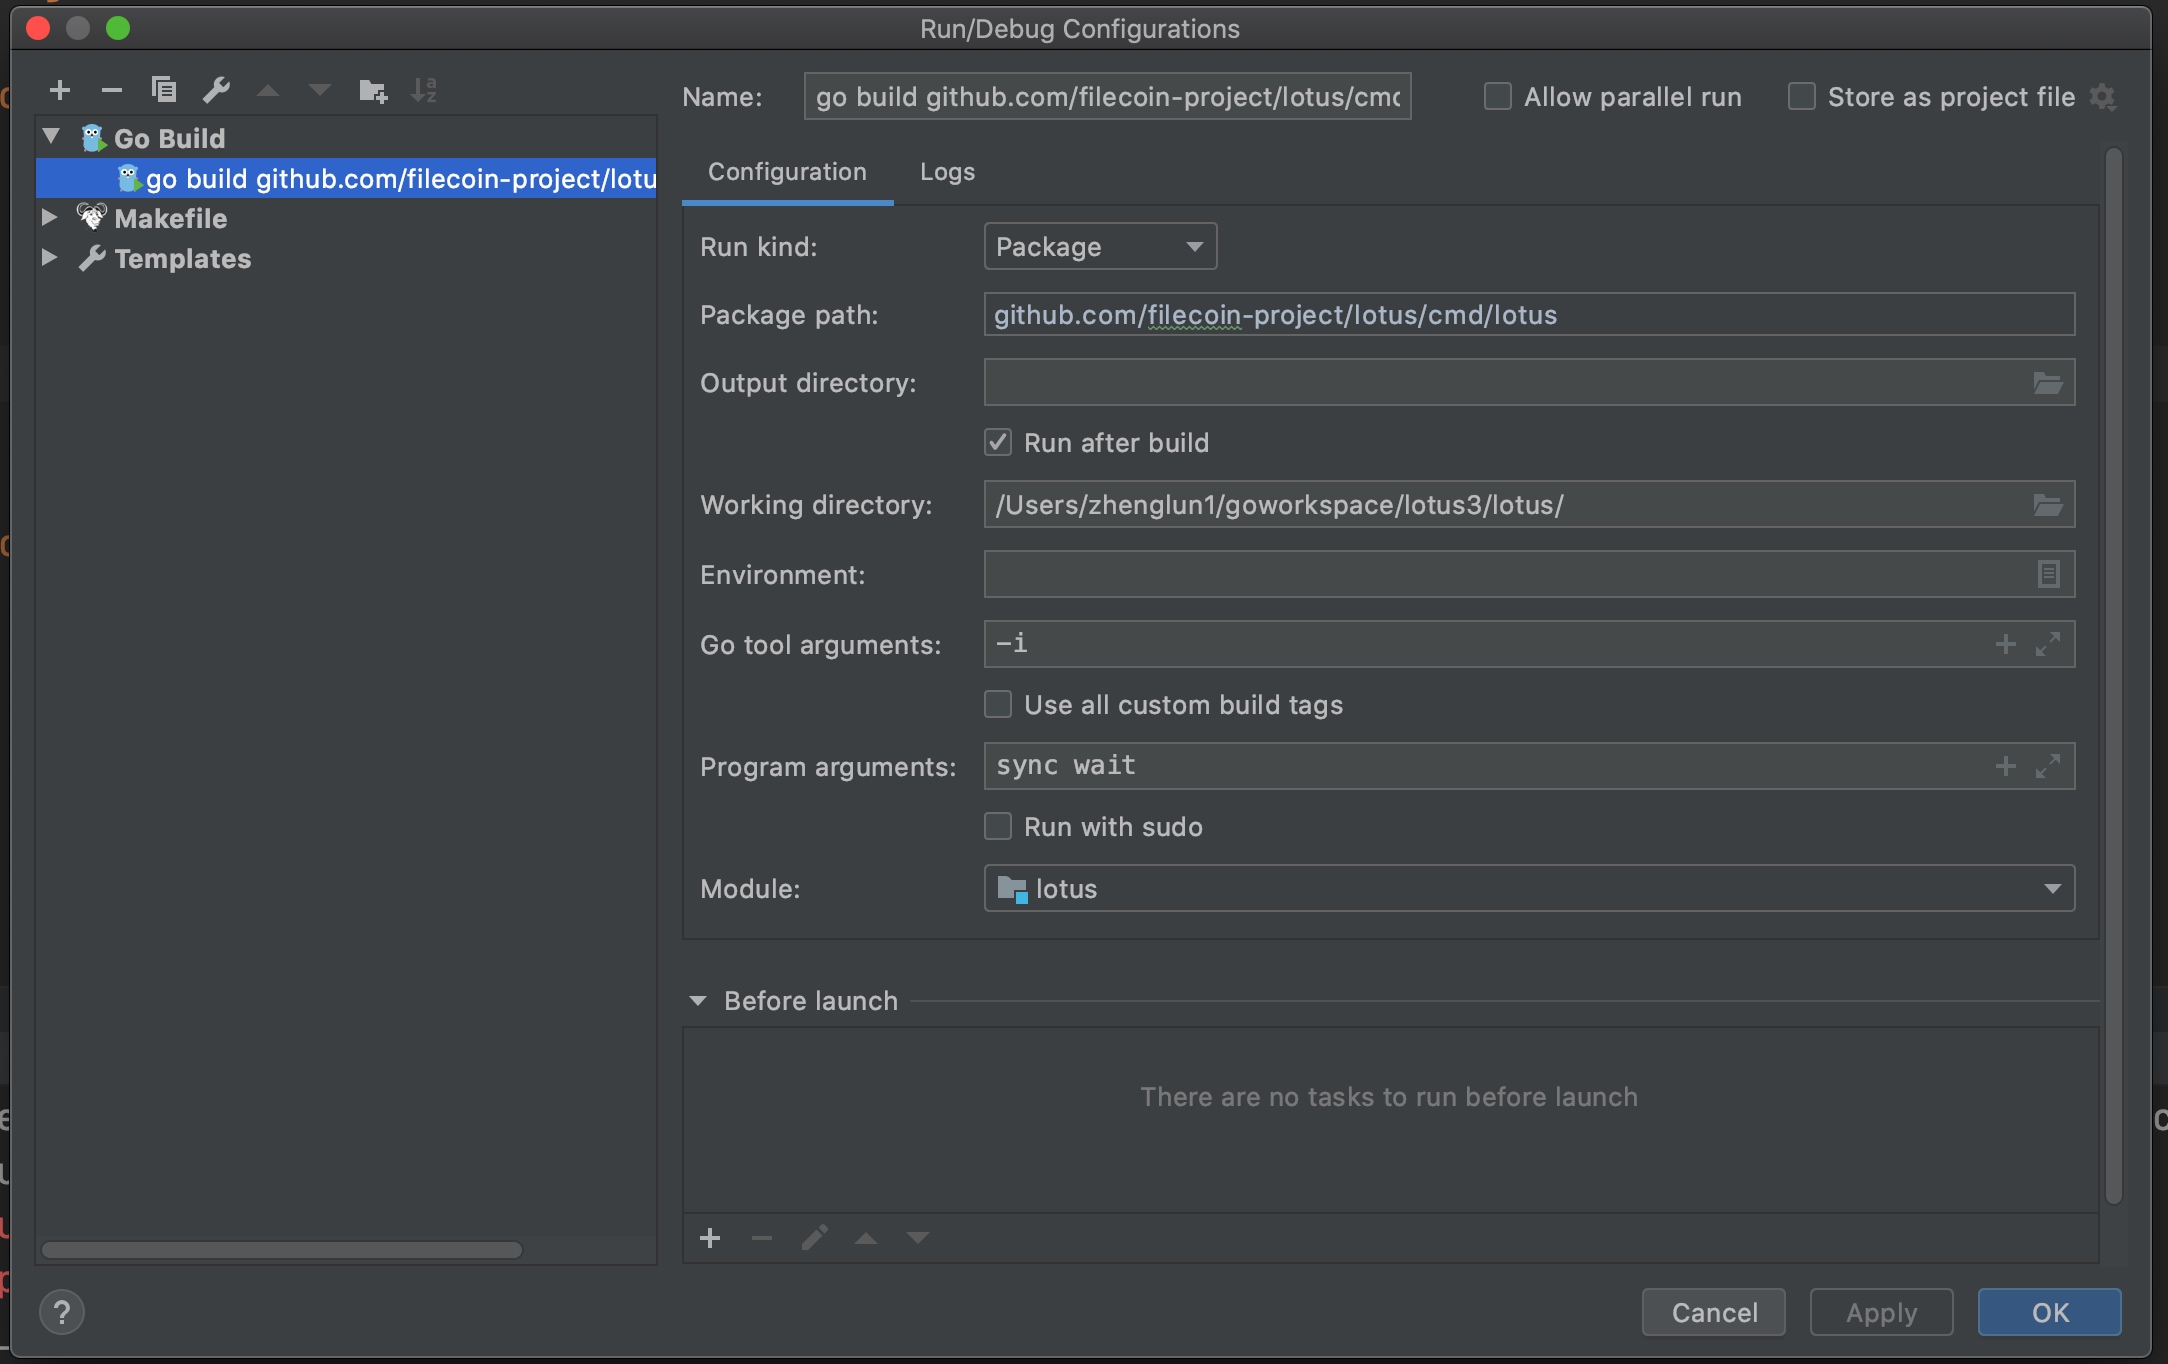 Run/Debug Configurations
Name: go build github.com/filecoin-project/lotus/cmd
Allow parallel run
Store as project file
Go Build
go build github.com/filecoin-project/lotu
Makefile
Templates
Configuration Logs
Run kind: Package
Package path: github.com/filecoin-project/lotus/cmd/lotus
Output directory:
Run after build
Working directory: /Users/zhenglun1/goworkspace/lotus3/lotus/
Environment:
Go tool arguments: -i
Use all custom build tags
Program arguments: sync wait
Run with sudo
Module: lotus
Before launch
There are no tasks to run before launch
? Cancel Apply OK